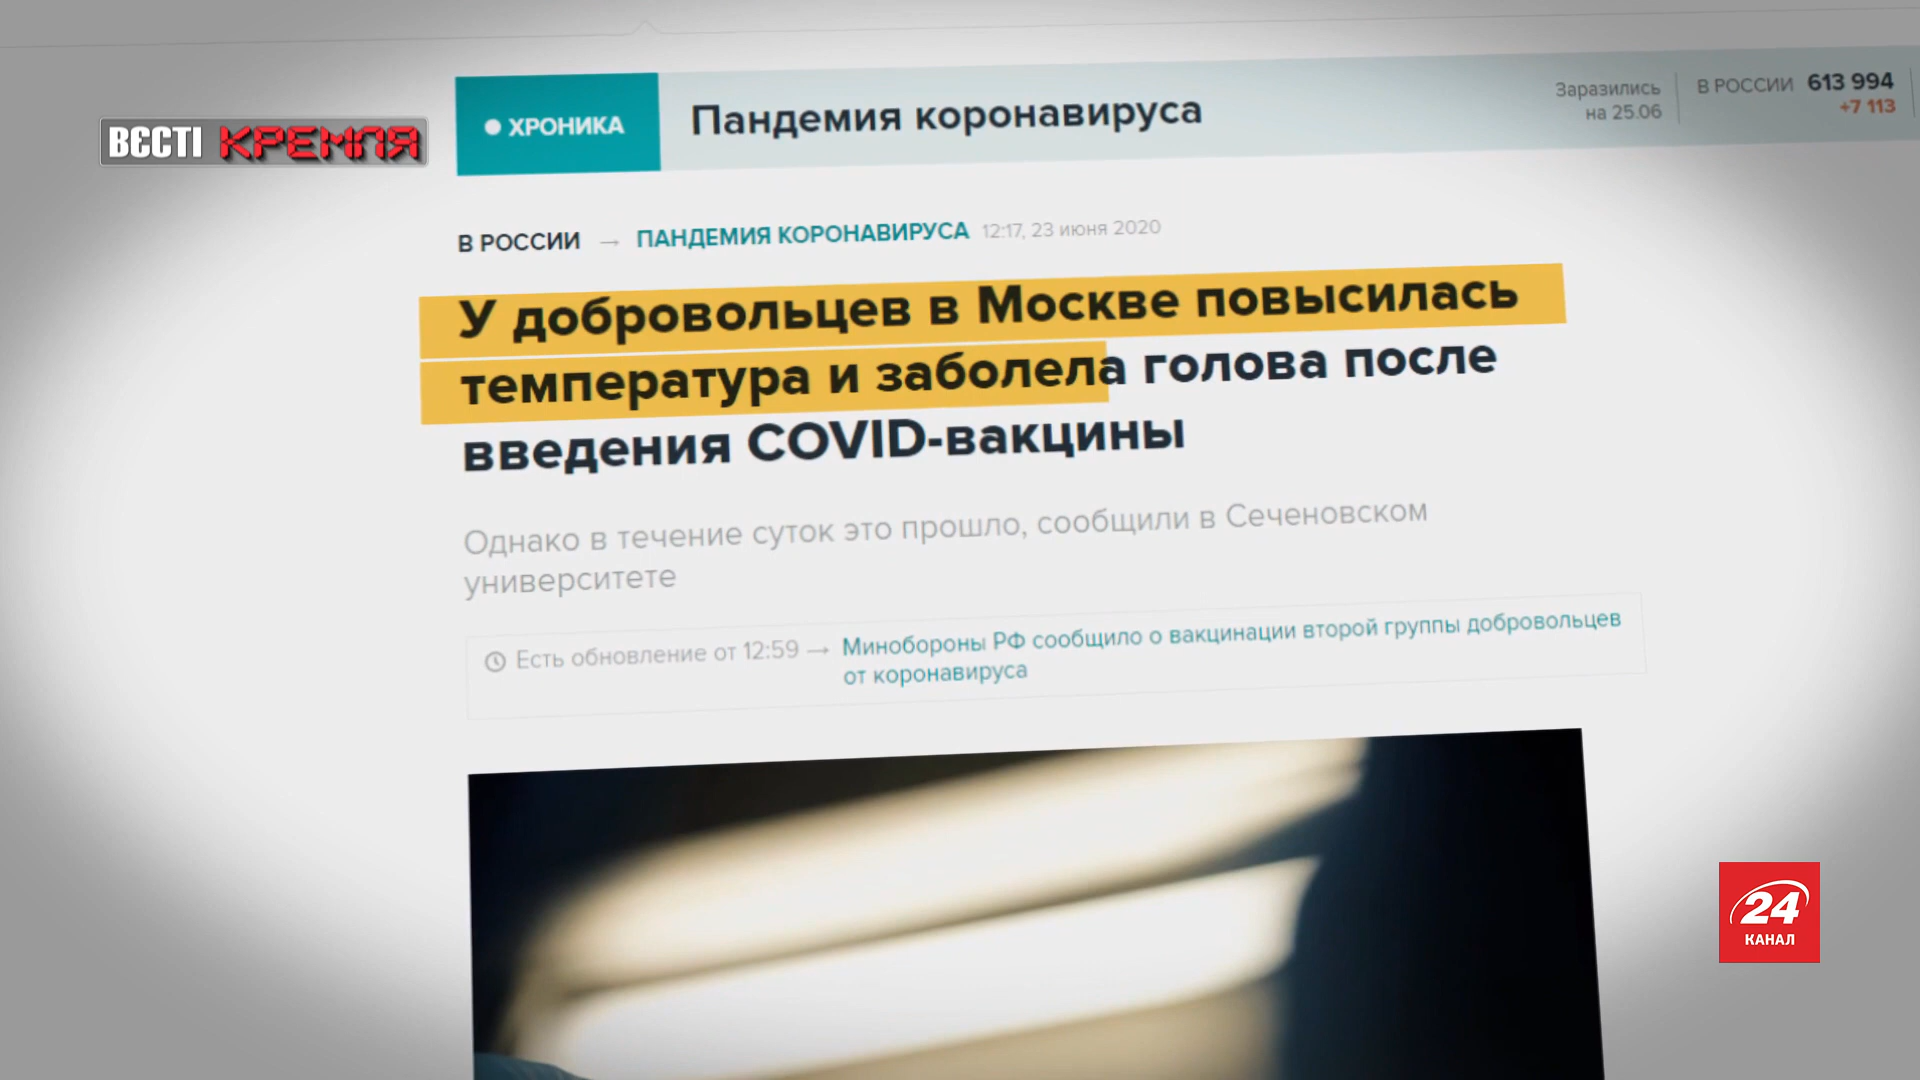 ВЄСТІ КРЕМЛЯ
ХРОНИКА
Пандемия коронавируса
Заразились
на 25.06
В РОССИИ 613 994
+7 113
В РОССИИ → ПАНДЕМИЯ КОРОНАВИРУСА 12:17, 23 июня 2020
У добровольцев в Москве повысилась
температура и заболела голова после
введения COVID-вакцины
Однако в течение суток это прошло, сообщили в Сеченовском
университете
Есть обновление от 12:59 → Минобороны РФ сообщило о вакцинации второй группы добровольцев
от коронавируса
24
КАНАЛ